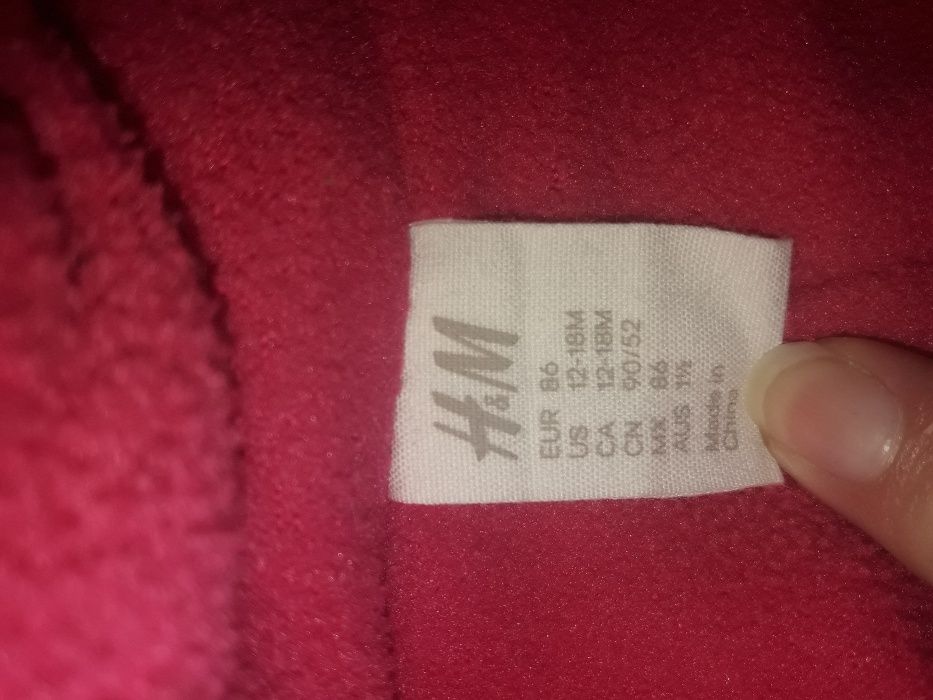 H&M
EUR 86
US 12-18M
CA 12-18M
CN 90/52
MX 86
AUS 1½
Made in
China